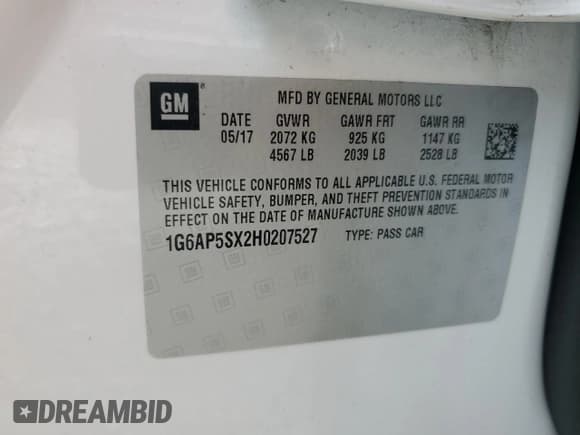 GM
®
MFD BY GENERAL MOTORS LLC
DATE GVWR GAWR FRT GAWR RR
05/17 2072 KG 925 KG 1147 KG
4567 LB 2039 LB 2528 LB
THIS VEHICLE CONFORMS TO ALL APPLICABLE U.S. FEDERAL MOTOR
VEHICLE SAFETY, BUMPER, AND THEFT PREVENTION STANDARDS IN
EFFECT ON THE DATE OF MANUFACTURE SHOWN ABOVE.
1G6AP5SX2H0207527 TYPE: PASS CAR
DREAMBID